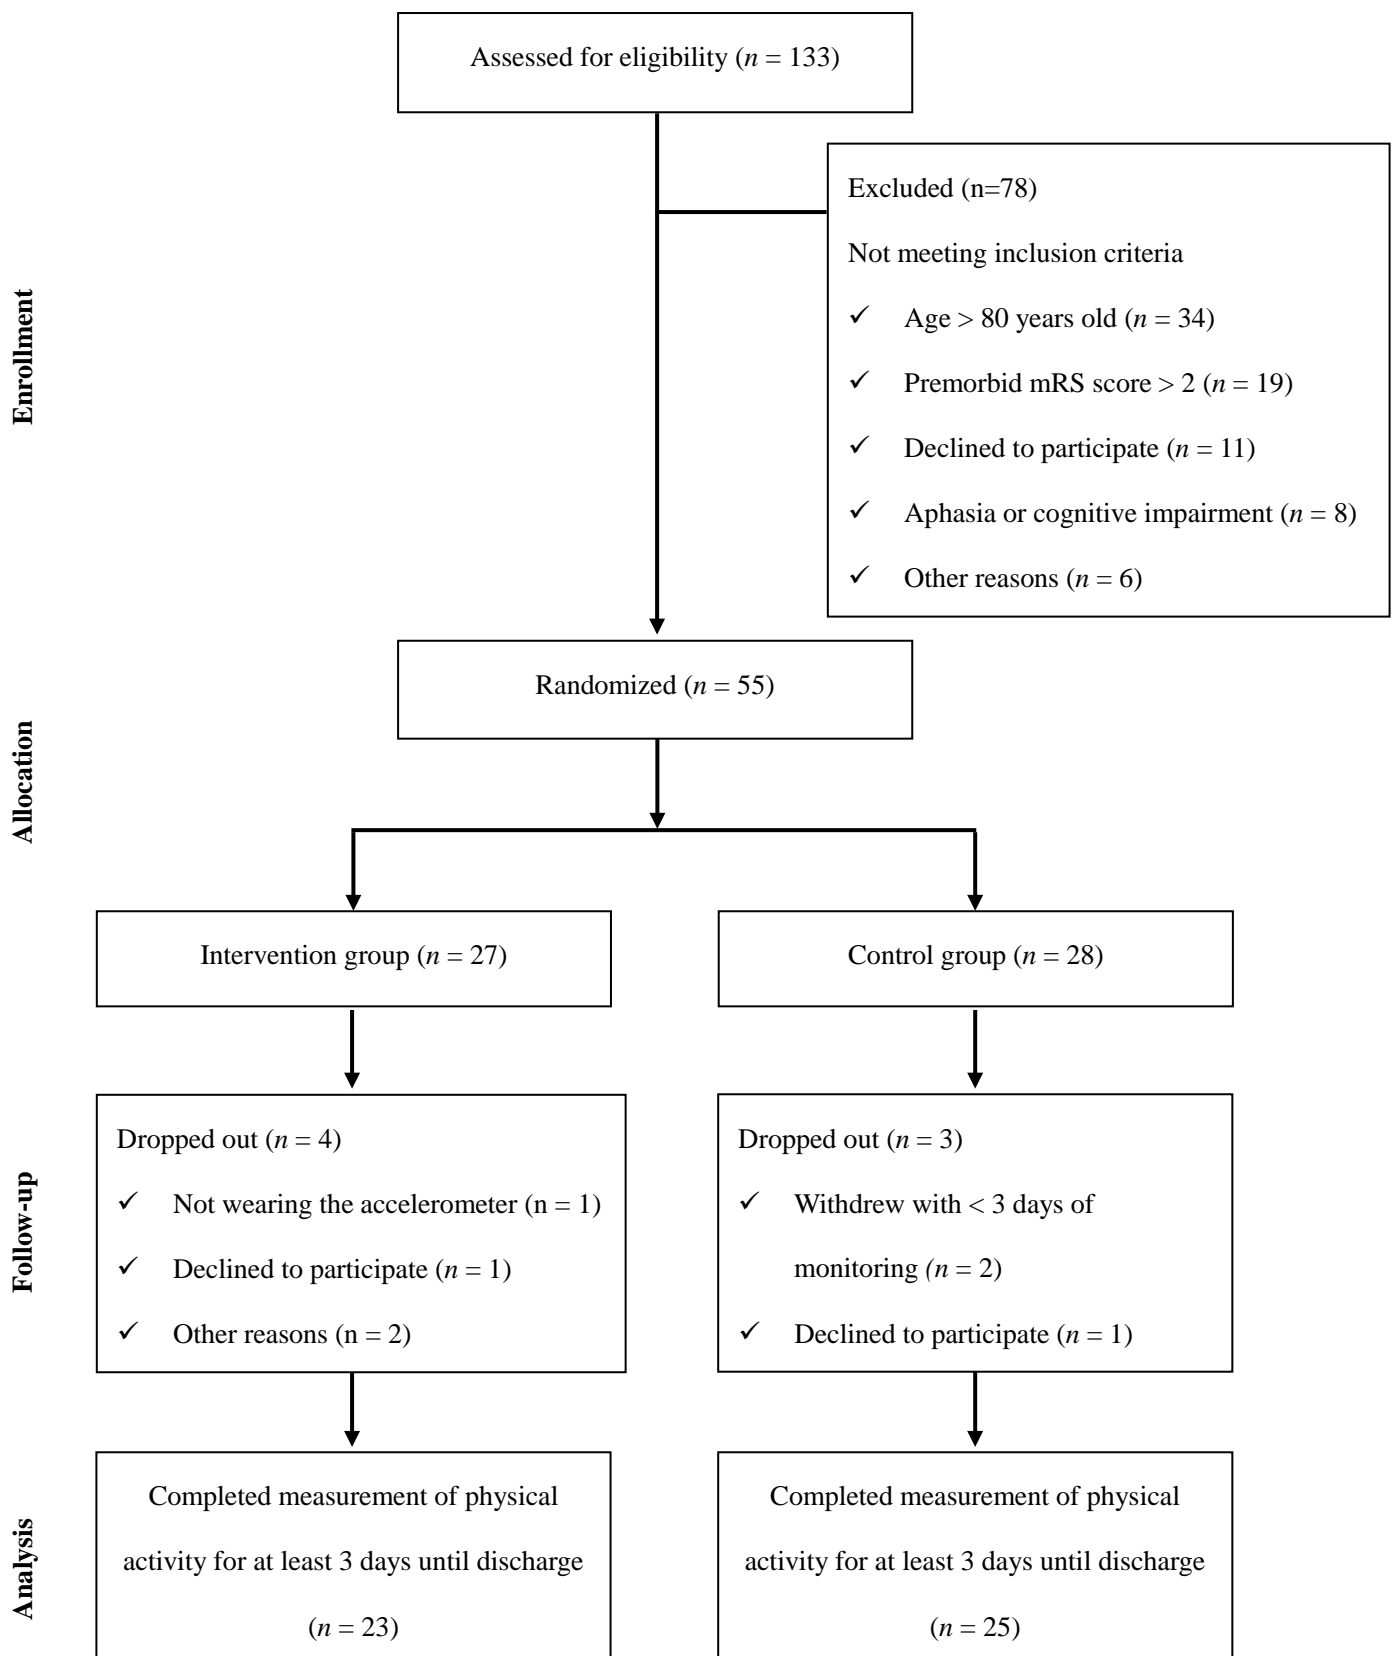 Assessed for eligibility (n = 133)
Enrollment
Excluded (n=78)
Not meeting inclusion criteria
✓ Age > 80 years old (n = 34)
✓ Premorbid mRS score > 2 (n = 19)
✓ Declined to participate (n = 11)
✓ Aphasia or cognitive impairment (n = 8)
✓ Other reasons (n = 6)
Randomized (n = 55)
Allocation
Intervention group (n = 27)
Control group (n = 28)
Follow-up
Dropped out (n = 4)
✓ Not wearing the accelerometer (n = 1)
✓ Declined to participate (n = 1)
✓ Other reasons (n = 2)
Dropped out (n = 3)
✓ Withdrew with < 3 days of
monitoring (n = 2)
✓ Declined to participate (n = 1)
Analysis
Completed measurement of physical
activity for at least 3 days until discharge
(n = 23)
Completed measurement of physical
activity for at least 3 days until discharge
(n = 25)